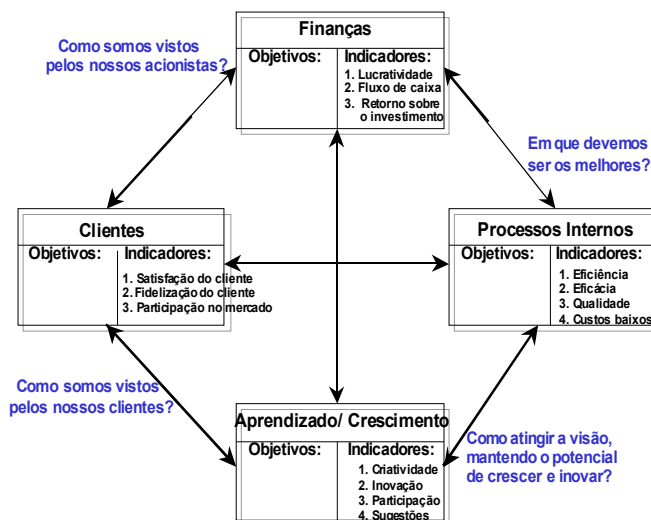 Finanças
Como somos vistos
pelos nossos acionistas?
Objetivos:
Indicadores:
1. Lucratividade
2. Fluxo de caixa
3. Retorno sobre
o investimento
Em que devemos
ser os melhores?
Clientes
Objetivos:
Indicadores:
1. Satisfação do cliente
2. Fidelização do cliente
3. Participação no mercado
Processos Internos
Objetivos:
Indicadores:
1. Eficiência
2. Eficácia
3. Qualidade
4. Custos baixos
Como somos vistos
pelos nossos clientes?
Aprendizado/ Crescimento
Objetivos:
Indicadores:
1. Criatividade
2. Inovação
3. Participação
4. Sugestões
Como atingir a visão,
mantendo o potencial
de crescer e inovar?